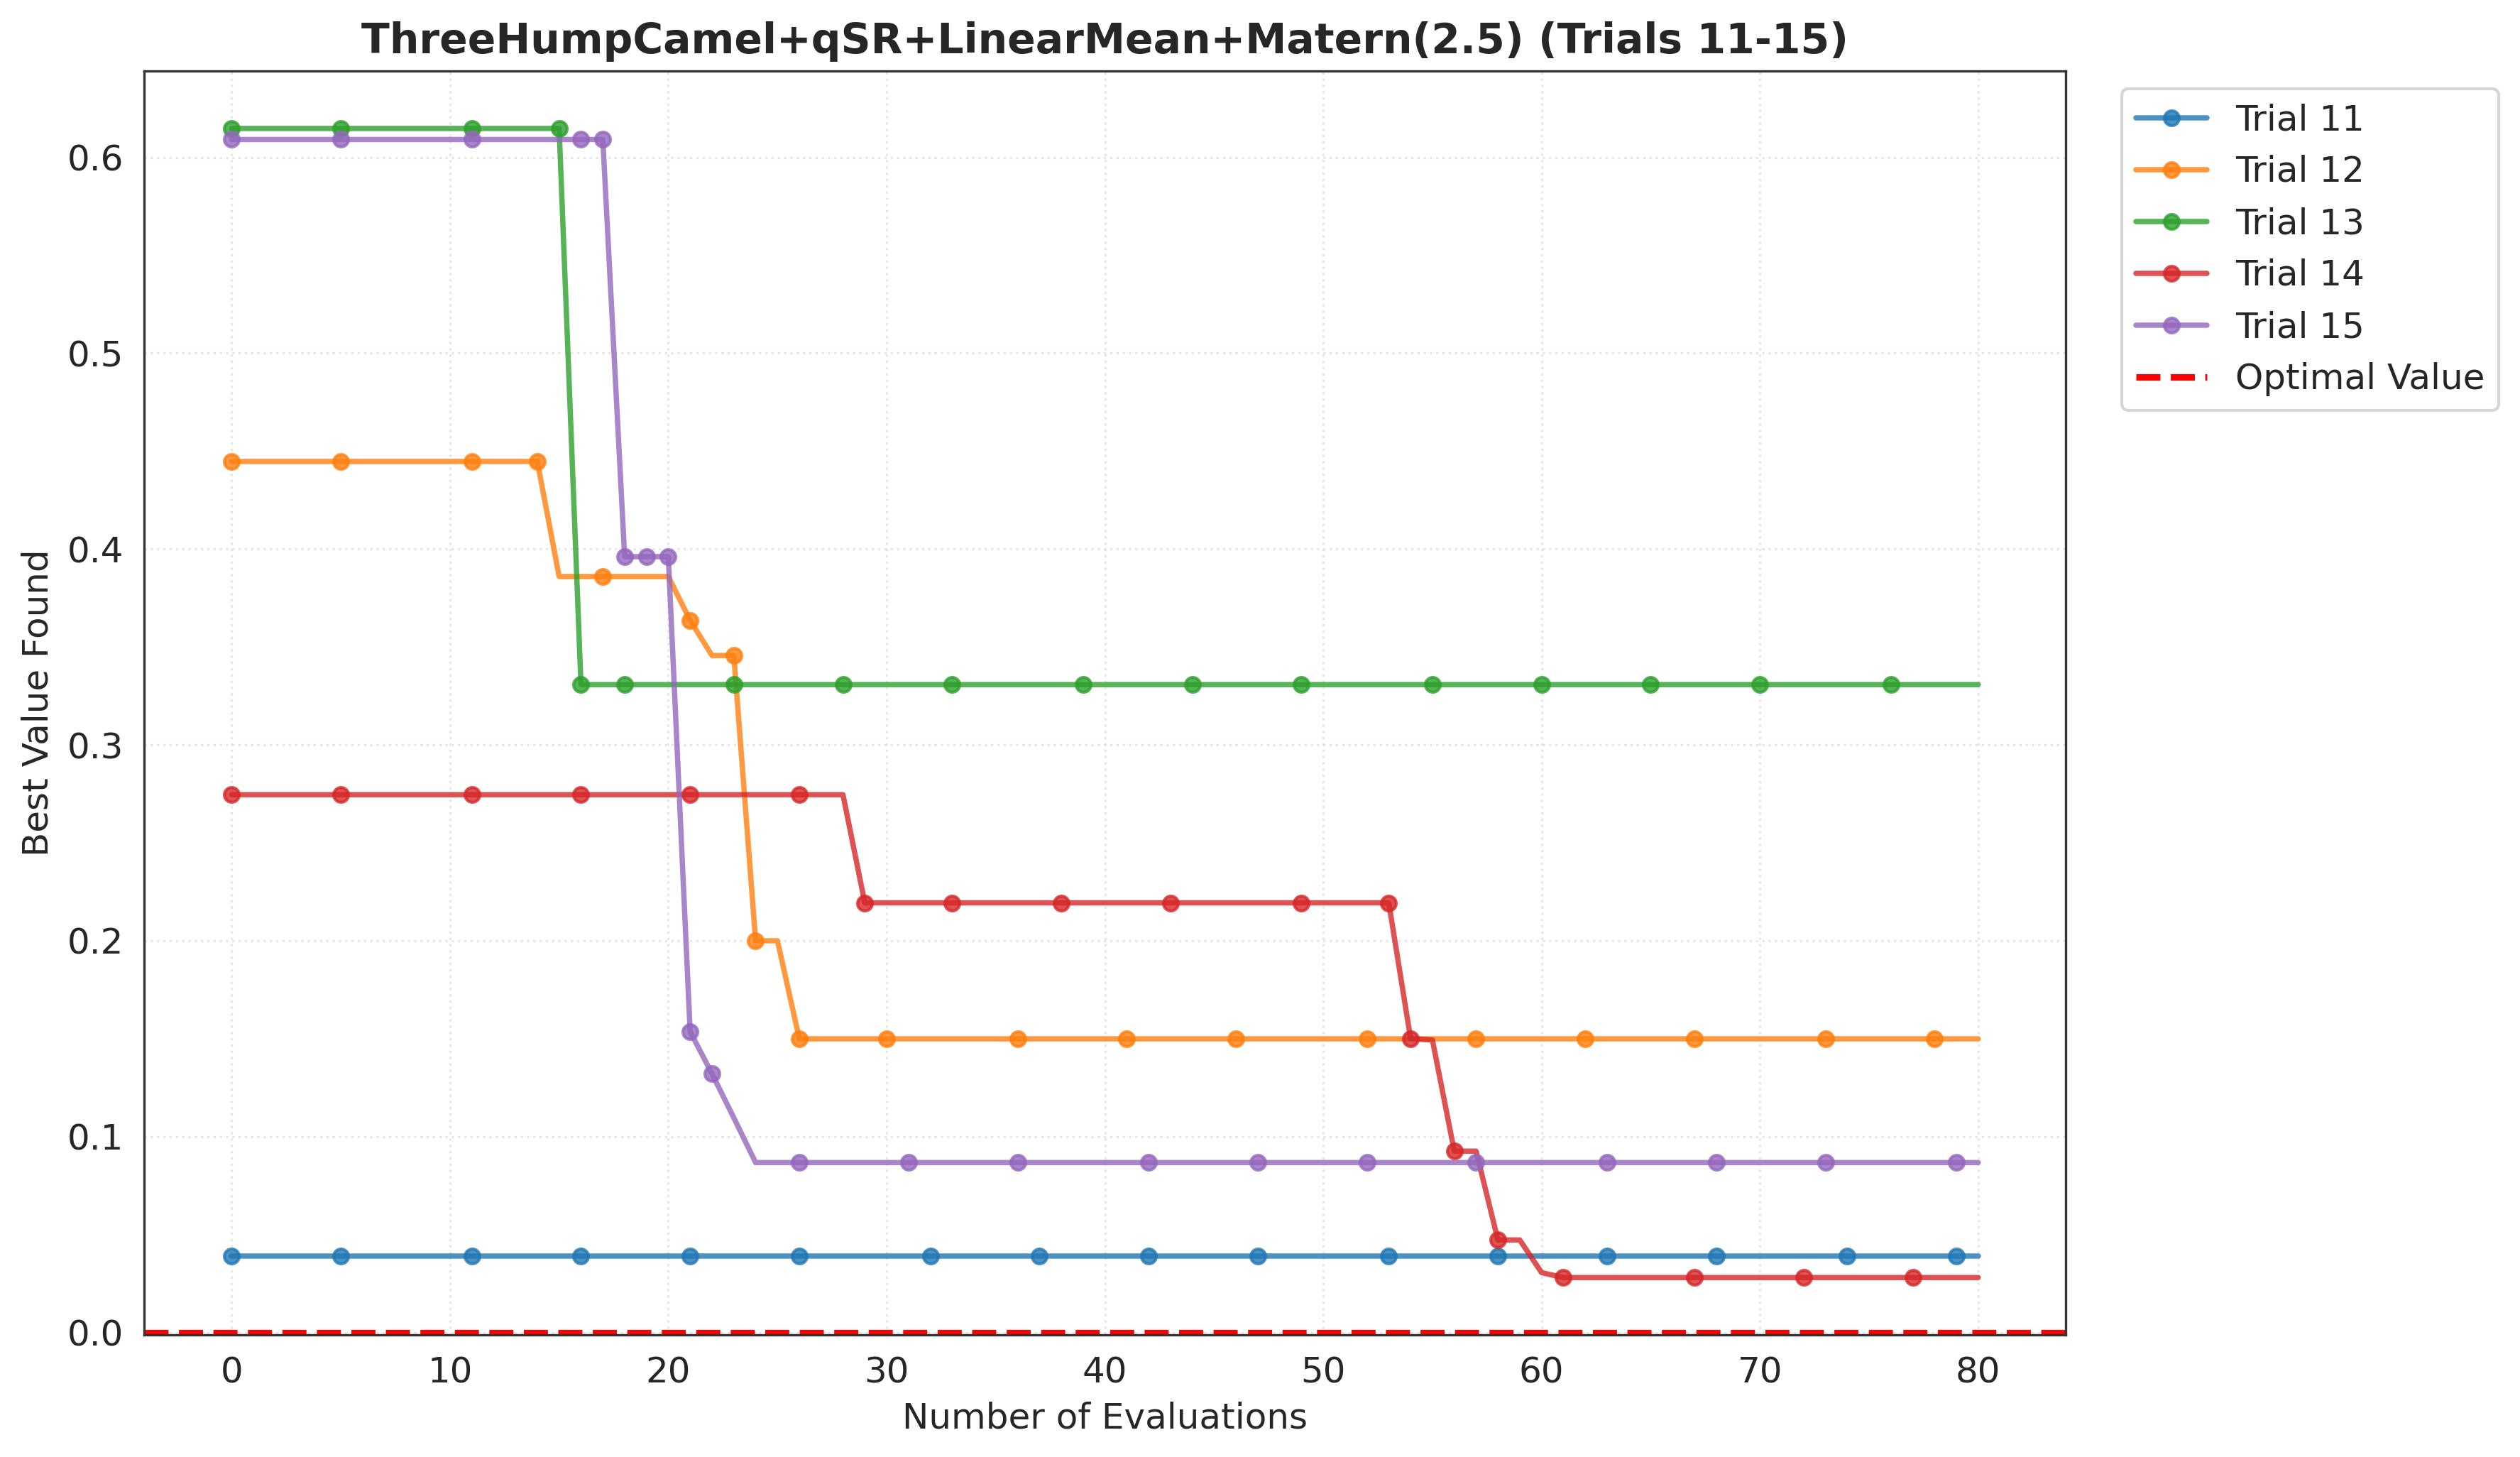 ThreeHumpCamel+qSR+LinearMean+Matern(2.5) (Trials 11-15)
Best Value Found
0.6
0.5
0.4
0.3
0.2
0.1
0.0
0 10 20 30 40 50 60 70 80
Number of Evaluations
Trial 11
Trial 12
Trial 13
Trial 14
Trial 15
Optimal Value